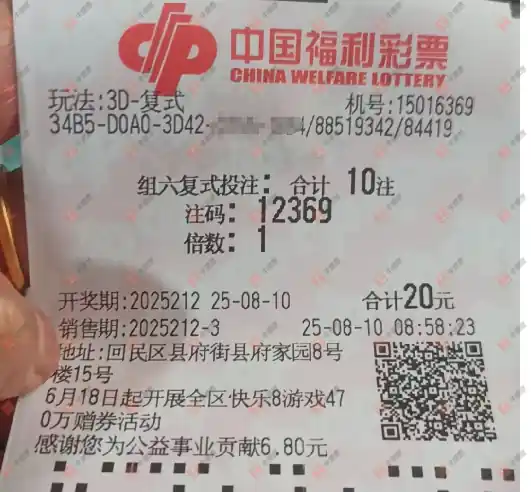 中国福利彩票
CHINA WELFARE LOTTERY
玩法:3D-复式 机号:15016369
34B5-D0A0-3D42- 4/88519342/84419
组六复式投注: 合计 10注
注码: 12369
倍数: 1
开奖期:2025212 25-08-10 合计20元
销售期:2025212-3 25-08-10 08:58:23
地址:回民区县府街县府家园8号
楼15号
6月18日起开展全区快乐8游戏47
0万赠券活动
感谢您为公益事业贡献6.80元